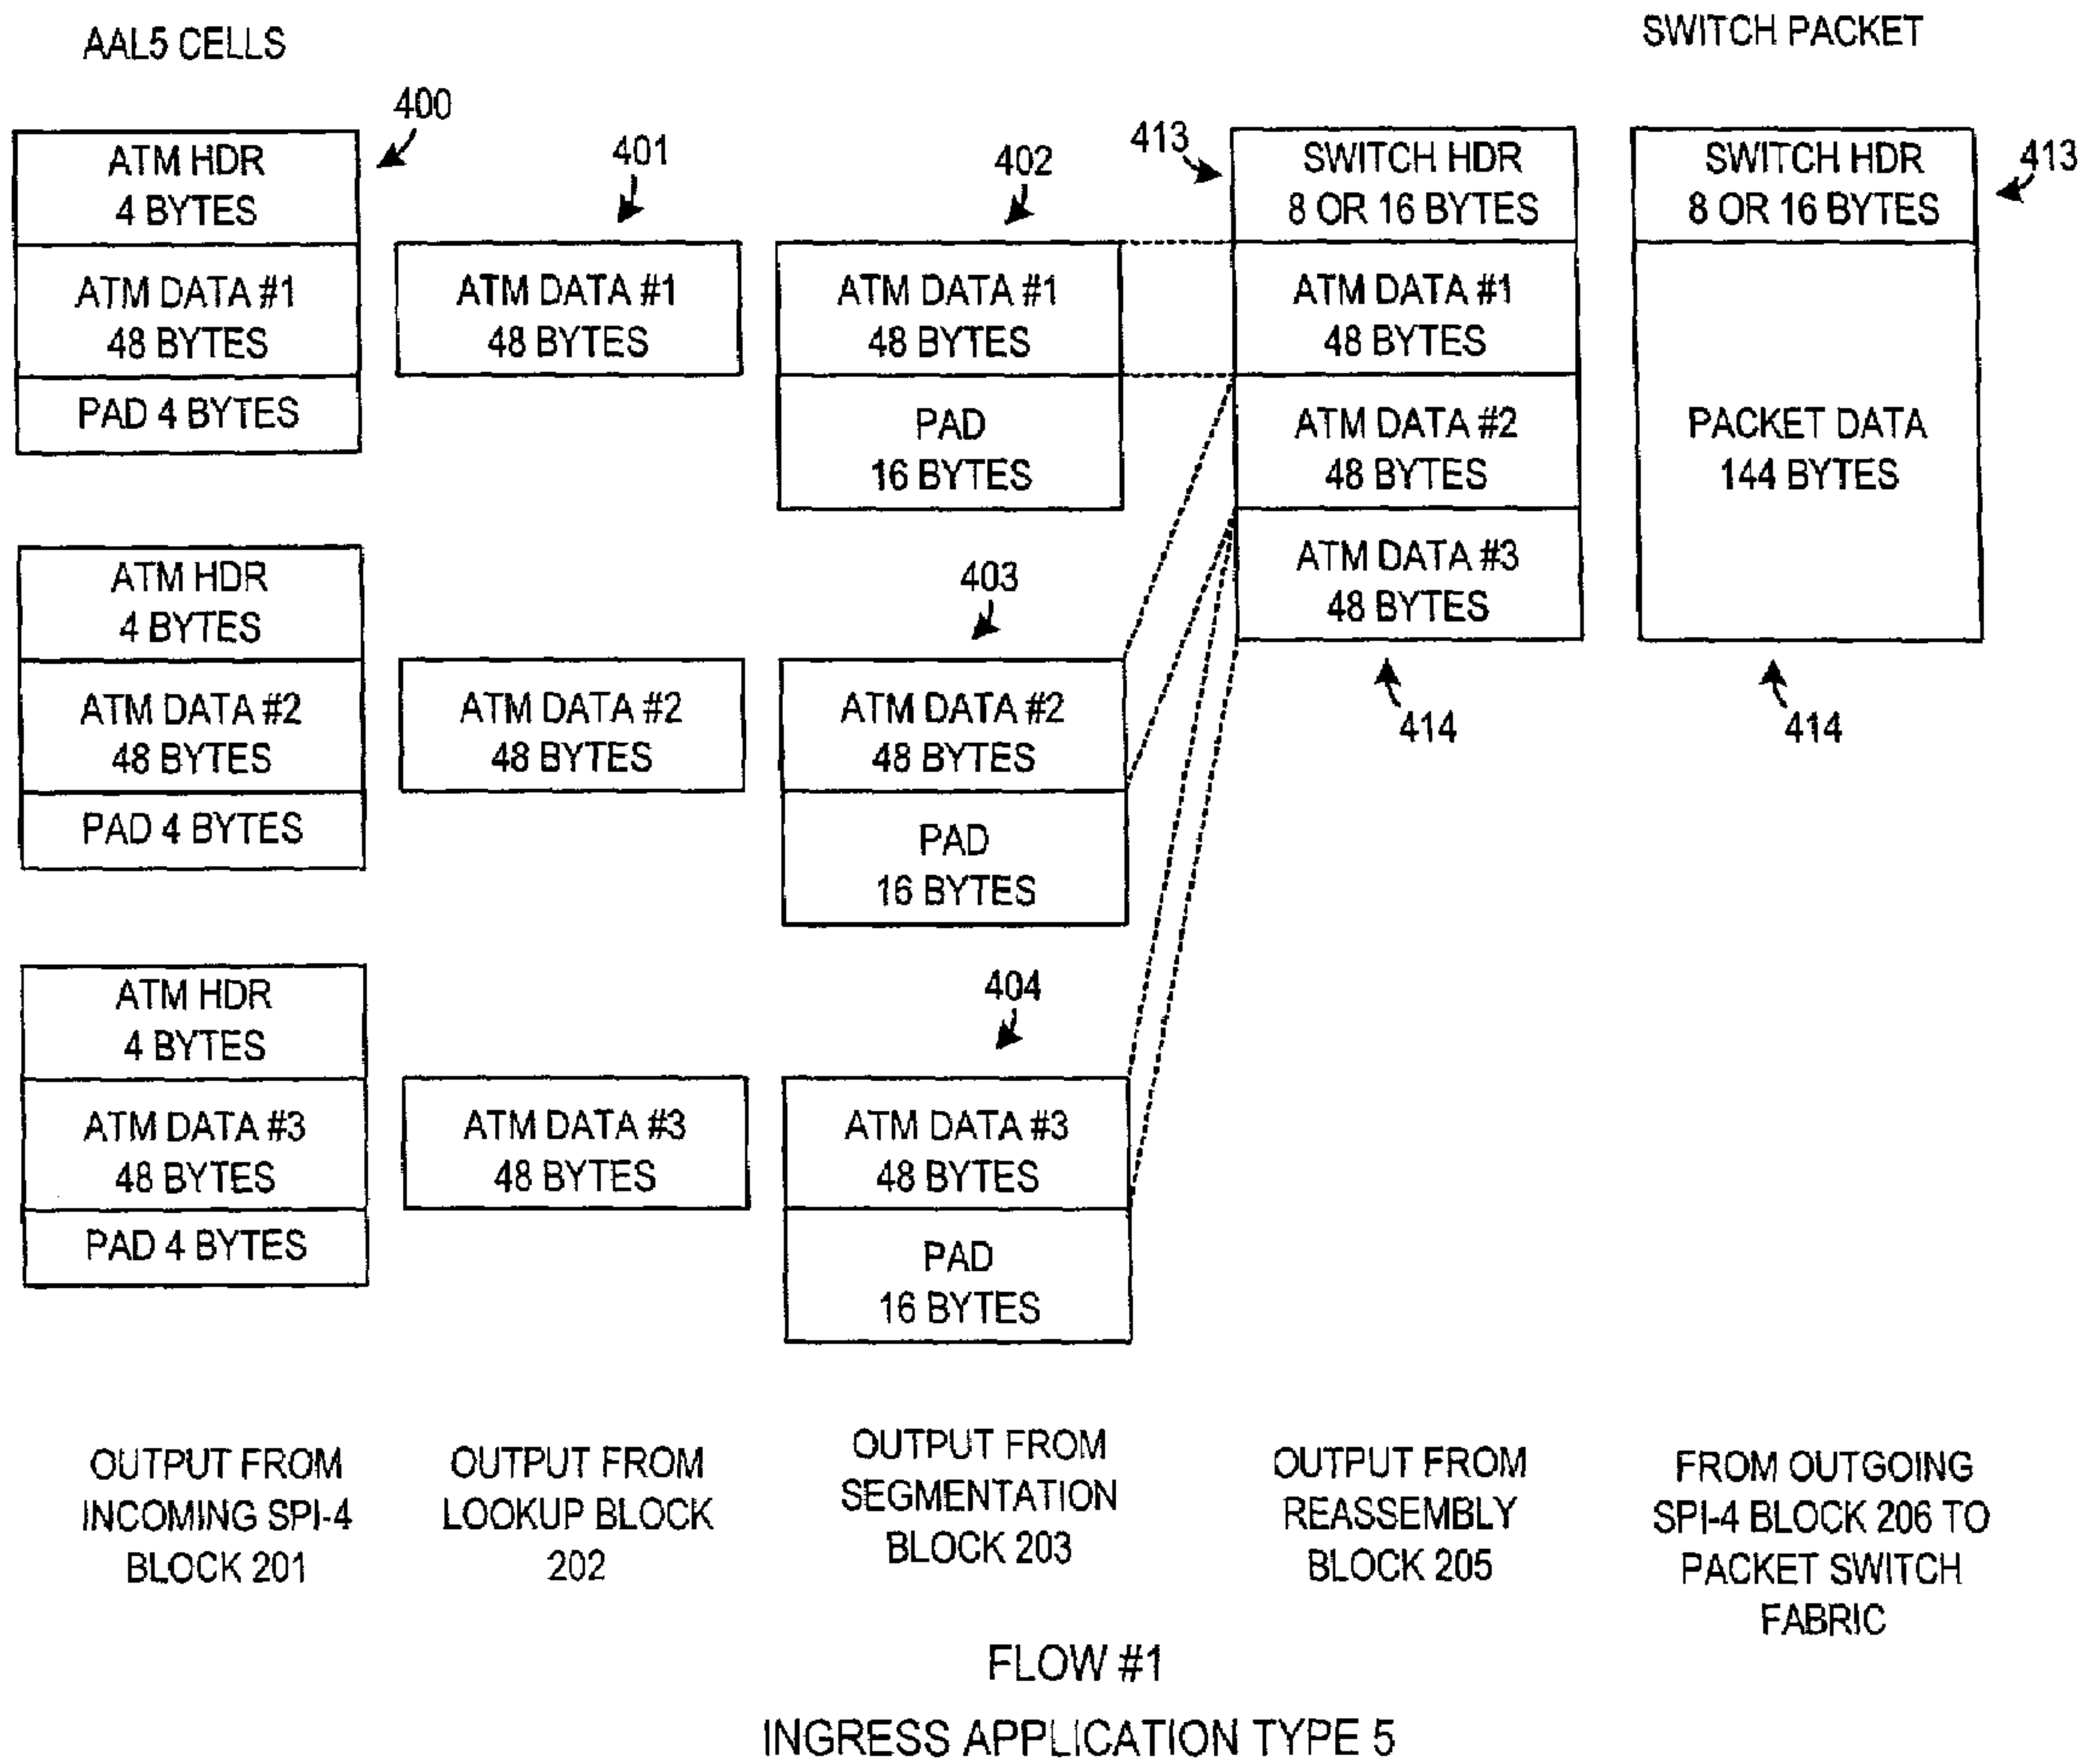 AAL5 CELLS
SWITCH PACKET
400
ATM HDR
4 BYTES
ATM DATA #1
48 BYTES
PAD 4 BYTES
401
ATM DATA #1
48 BYTES
402
ATM DATA #1
48 BYTES
PAD
16 BYTES
413
SWITCH HDR
8 OR 16 BYTES
ATM DATA #1
48 BYTES
ATM DATA #2
48 BYTES
ATM DATA #3
48 BYTES
414
SWITCH HDR
8 OR 16 BYTES
413
PACKET DATA
144 BYTES
414
ATM HDR
4 BYTES
ATM DATA #2
48 BYTES
PAD 4 BYTES
ATM DATA #2
48 BYTES
403
ATM DATA #2
48 BYTES
PAD
16 BYTES
ATM HDR
4 BYTES
ATM DATA #3
48 BYTES
PAD 4 BYTES
ATM DATA #3
48 BYTES
404
ATM DATA #3
48 BYTES
PAD
16 BYTES
OUTPUT FROM
INCOMING SPI-4
BLOCK 201
OUTPUT FROM
LOOKUP BLOCK
202
OUTPUT FROM
SEGMENTATION
BLOCK 203
OUTPUT FROM
REASSEMBLY
BLOCK 205
FROM OUTGOING
SPI-4 BLOCK 206 TO
PACKET SWITCH
FABRIC
FLOW #1
INGRESS APPLICATION TYPE 5